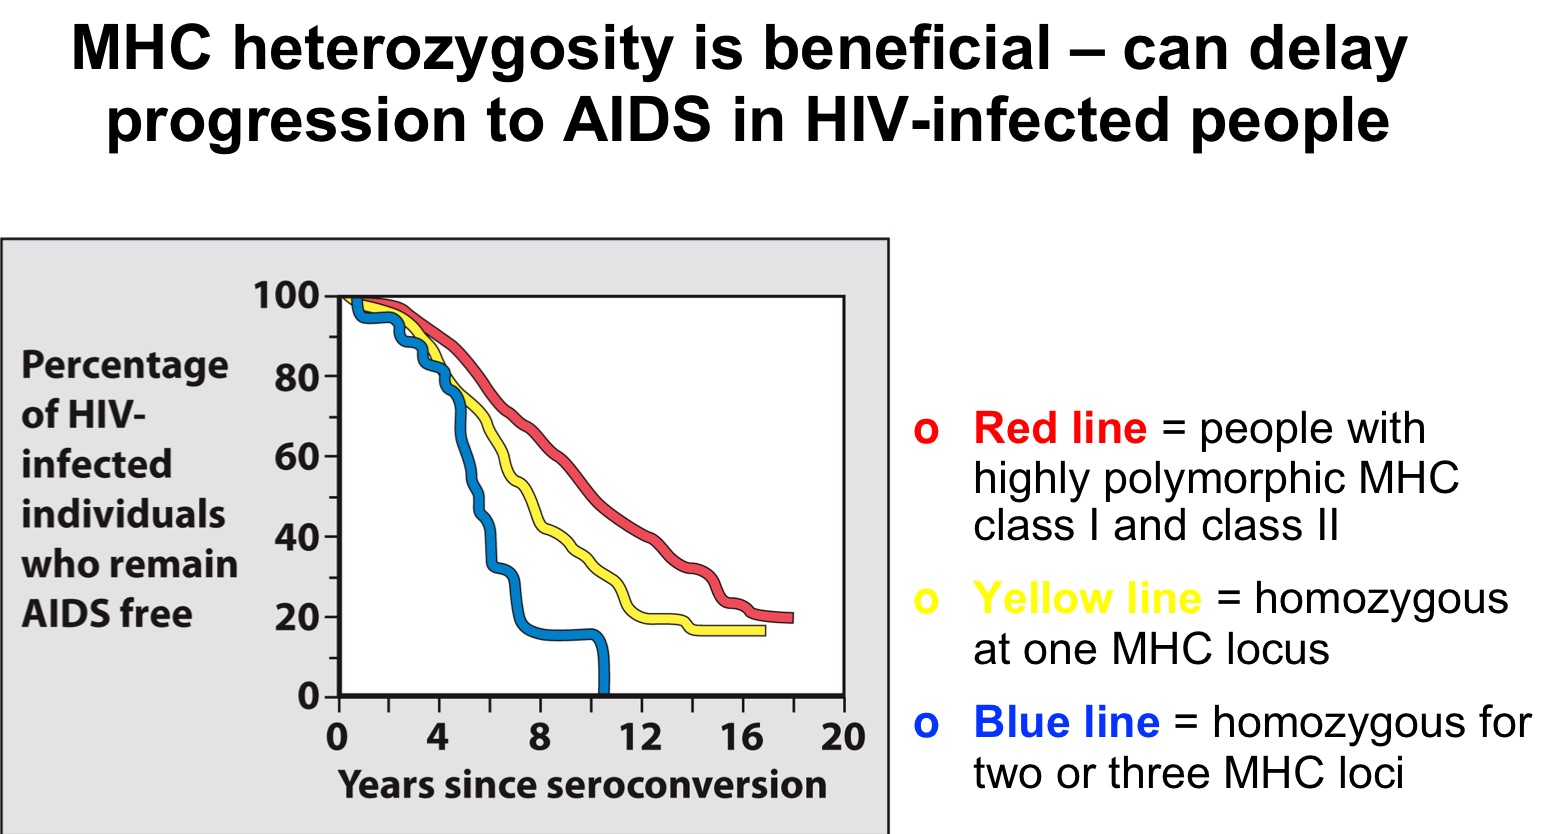 MHC heterozygosity is beneficial – can delay
progression to AIDS in HIV-infected people
Percentage
of HIV-
infected
individuals
who remain
AIDS free
100
80
60
40
20
0
0 4 8 12 16 20
Years since seroconversion
o Red line = people with
highly polymorphic MHC
class I and class II
o Yellow line = homozygous
at one MHC locus
o Blue line = homozygous for
two or three MHC loci